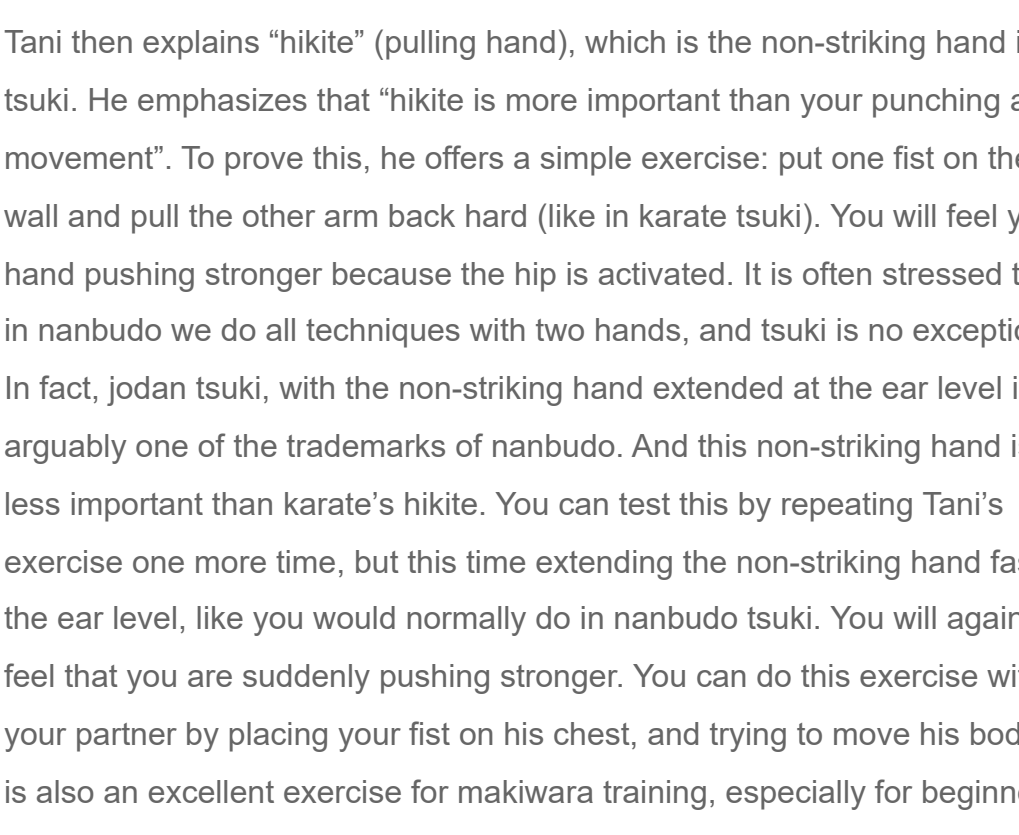 Tani then explains “hikite” (pulling hand), which is the non-striking hand
tsuki. He emphasizes that “hikite is more important than your punching
movement”. To prove this, he offers a simple exercise: put one fist on the
wall and pull the other arm back hard (like in karate tsuki). You will feel
hand pushing stronger because the hip is activated. It is often stressed
in nanbudo we do all techniques with two hands, and tsuki is no
In fact, jodan tsuki, with the non-striking hand extended at the ear level
arguably one of the trademarks of nanbudo. And this non-striking hand
less important than karate’s hikite. You can test this by repeating Tani’s
exercise one more time, but this time extending the non-striking hand
the ear level, like you would normally do in nanbudo tsuki. You will again
feel that you are suddenly pushing stronger. You can do this exercise
your partner by placing your fist on his chest, and trying to move his
is also an excellent exercise for makiwara training, especially for